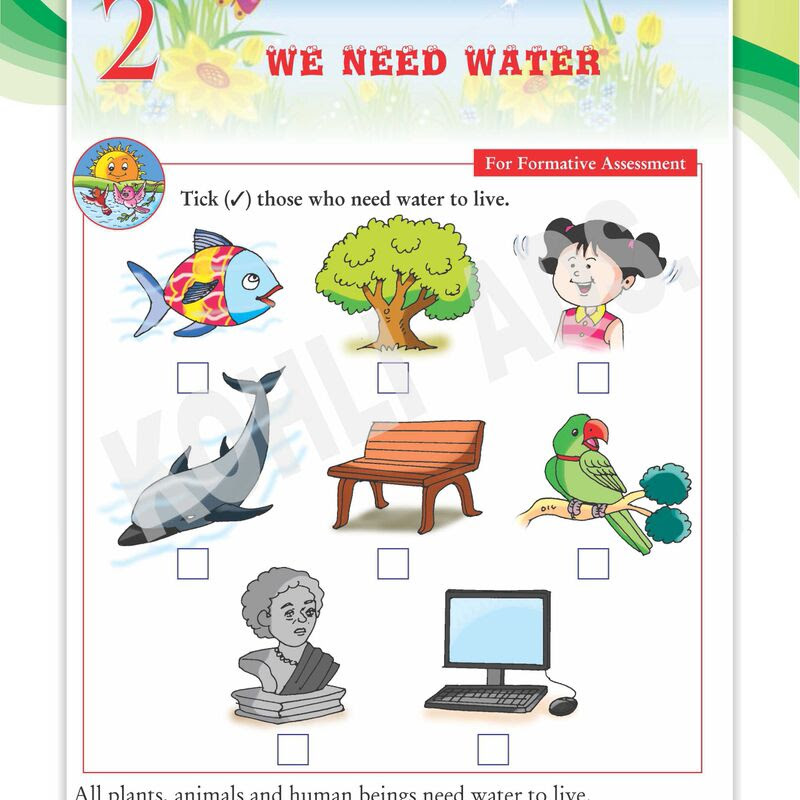 2
WE NEED WATER
For Formative Assessment
Tick (✓) those who need water to live.
KOHLI ADS.
All plants, animals and human beings need water to live.